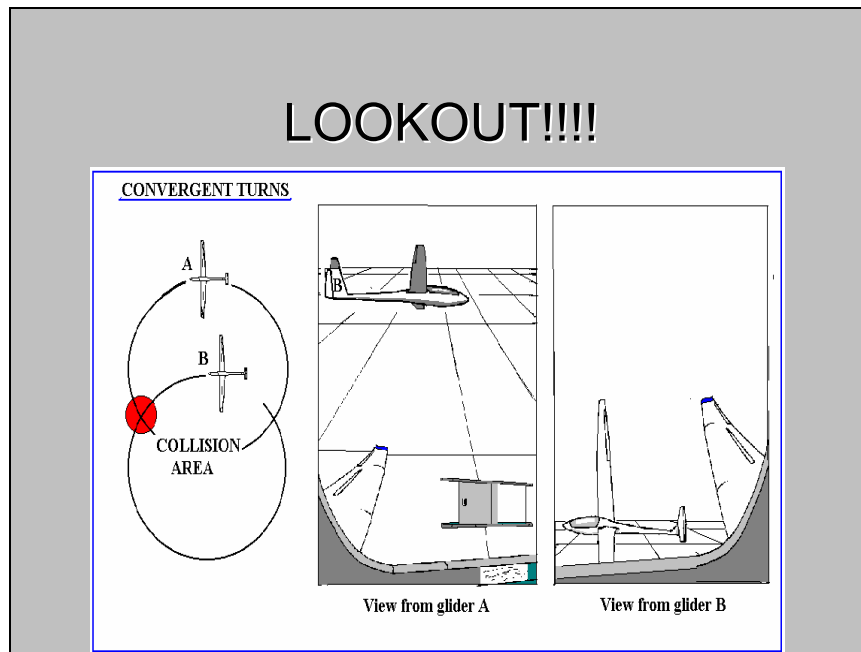 LOOKOUT!!!!
CONVERGENT TURNS
A
B
COLLISION
AREA
B
View from glider A
View from glider B